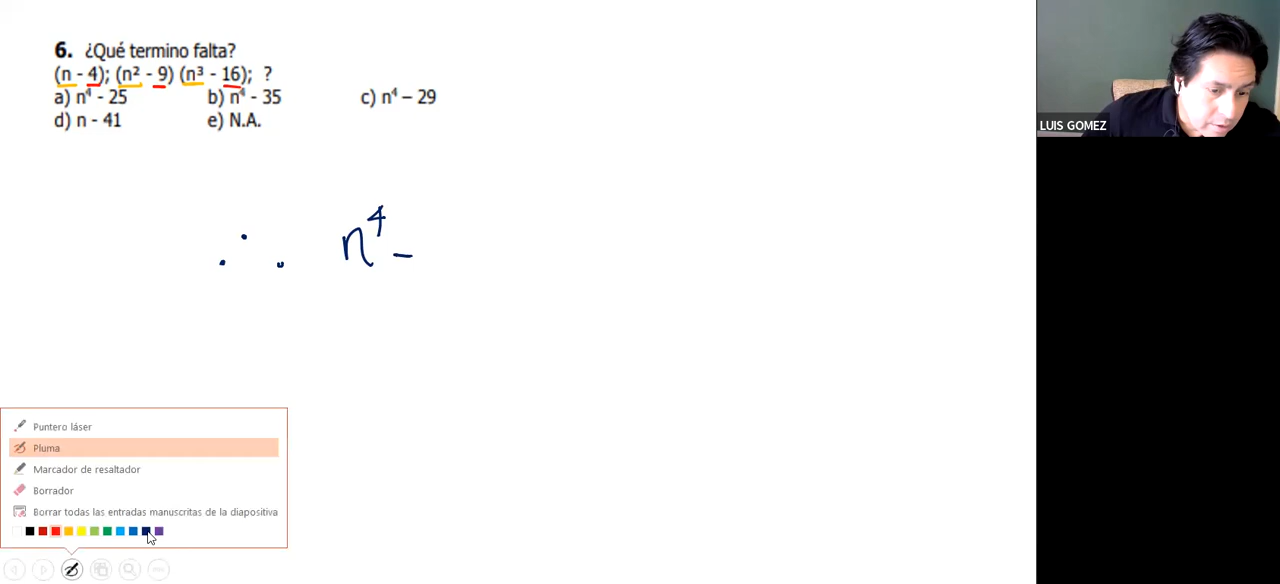 6. ¿Qué termino falta?
(n - 4); (n² - 9) (n³ - 16); ?
a) n⁴ - 25 b) n⁴ - 35 c) n⁴ – 29
d) n - 41 e) N.A.
LUIS GOMEZ
∴ n⁴ -
Puntero láser
Pluma
Marcador de resaltador
Borrador
Borrar todas las entradas manuscritas de la diapositiva